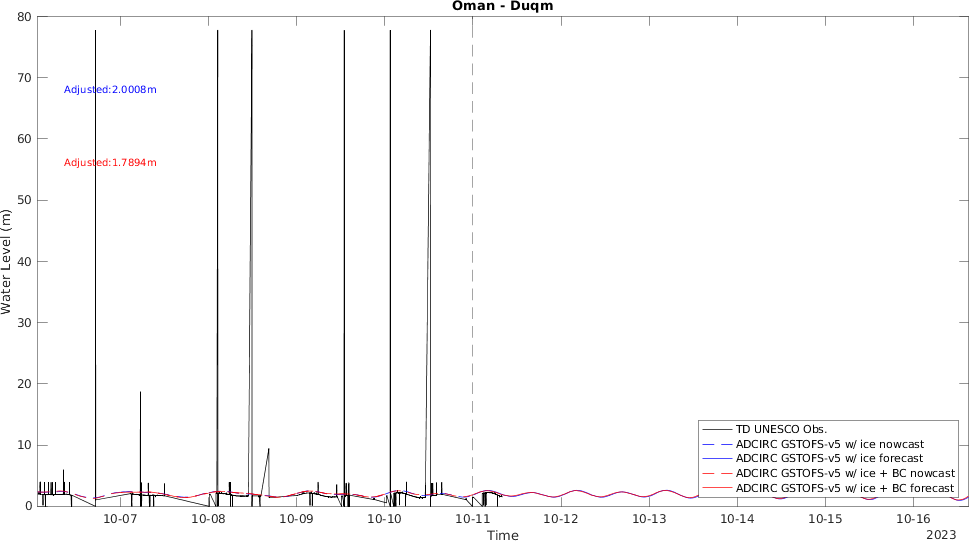 Oman - Duqm
80
70
60
50
40
30
20
10
0
Water Level (m)
Adjusted:2.0008m
Adjusted:1.7894m
TD UNESCO Obs.
ADCIRC GSTOFS-v5 w/ ice nowcast
ADCIRC GSTOFS-v5 w/ ice forecast
ADCIRC GSTOFS-v5 w/ ice + BC nowcast
ADCIRC GSTOFS-v5 w/ ice + BC forecast
10-07 10-08 10-09 10-10 10-11 10-12 10-13 10-14 10-15 10-16
Time
2023